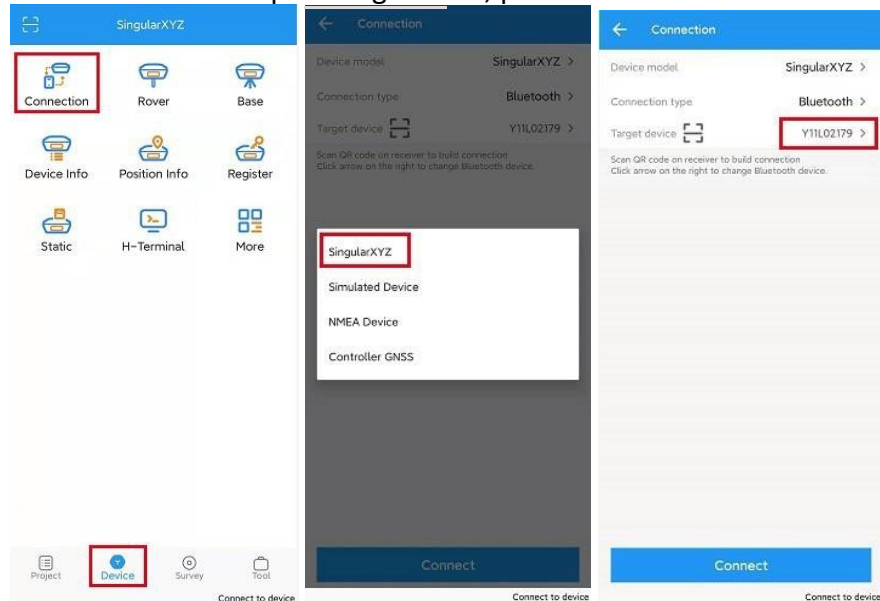 SingularXYZ
Connection
Rover
Base
Device Info
Position Info
Register
Static
H-Terminal
More
Project
Device
Survey
Tool
Connect to device
Connection
Device model
SingularXYZ >
Connection type
Bluetooth >
Target device
Y11L02179 >
Scan QR code on receiver to build connection
Click arrow on the right to change Bluetooth device.
SingularXYZ
Simulated Device
NMEA Device
Controller GNSS
Connect
Connect to device
Connection
Device model
SingularXYZ >
Connection type
Bluetooth >
Target device
Y11L02179 >
Scan QR code on receiver to build connection
Click arrow on the right to change Bluetooth device.
Connect
Connect to device